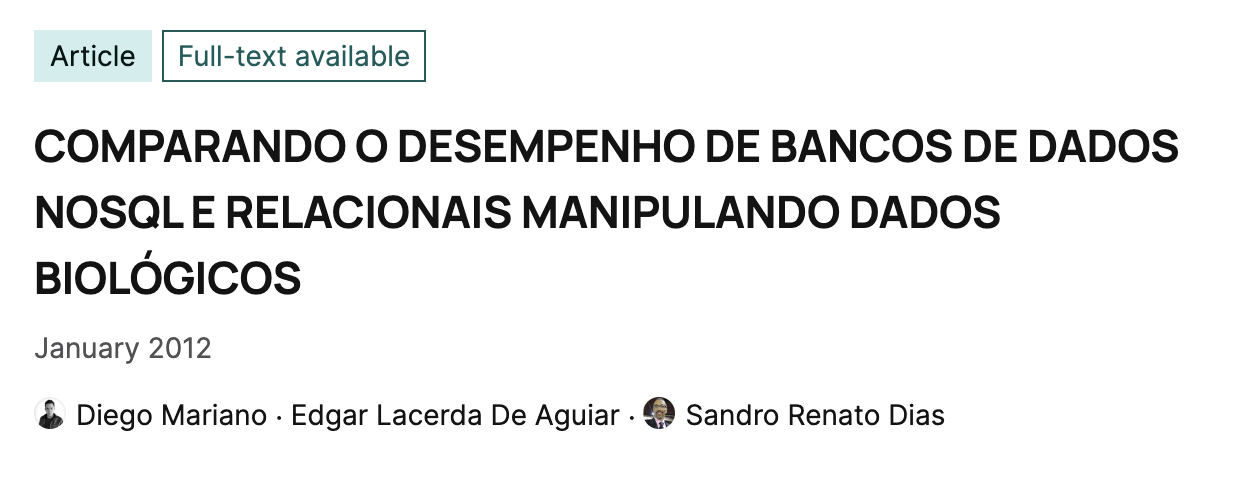 Article Full-text available
COMPARANDO O DESEMPENHO DE BANCOS DE DADOS
NOSQL E RELACIONAIS MANIPULANDO DADOS
BIOLÓGICOS
January 2012
Diego Mariano · Edgar Lacerda De Aguiar · Sandro Renato Dias